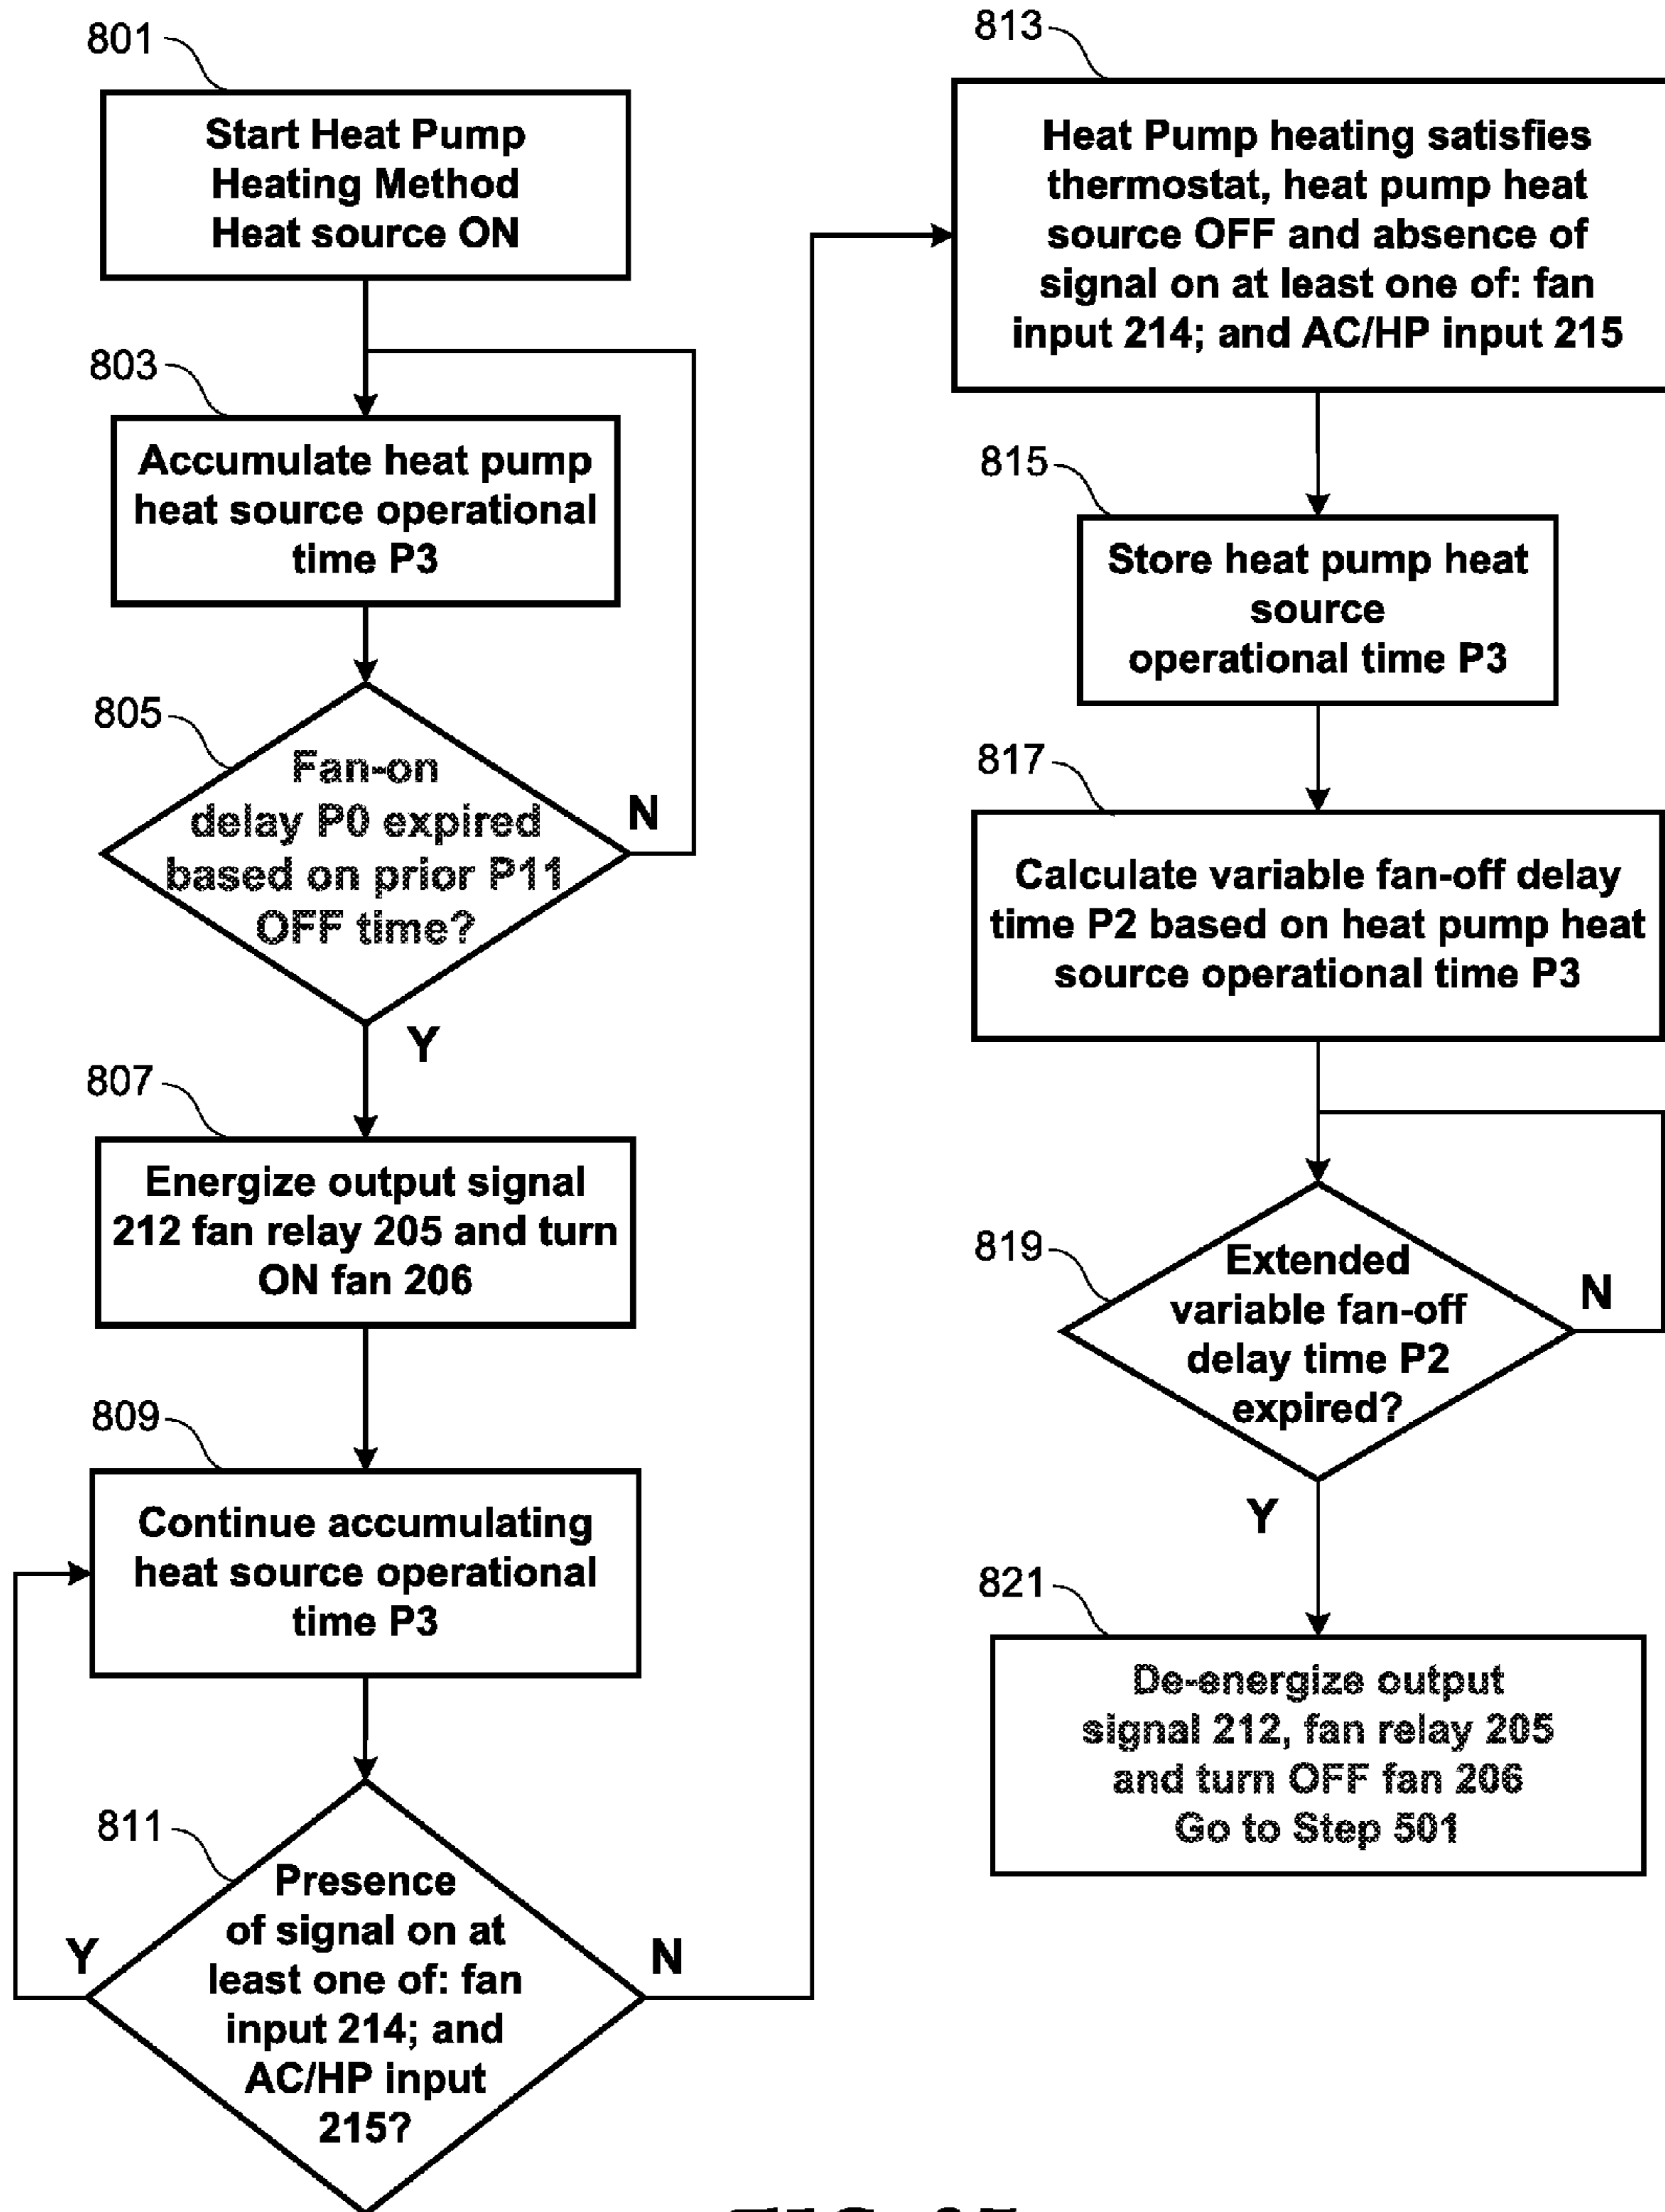 801
Start Heat Pump
Heating Method
Heat source ON
803
Accumulate heat pump
heat source operational
time P3
805
Fan-on
delay P0 expired
based on prior P11
OFF time?
N
Y
807
Energize output signal
212 fan relay 205 and turn
ON fan 206
809
Continue accumulating
heat source operational
time P3
811
Presence
of signal on at
least one of: fan
input 214; and
AC/HP input
215?
Y
N
813
Heat Pump heating satisfies
thermostat, heat pump heat
source OFF and absence of
signal on at least one of: fan
input 214; and AC/HP input 215
815
Store heat pump heat
source
operational time P3
817
Calculate variable fan-off delay
time P2 based on heat pump heat
source operational time P3
819
Extended
variable fan-off
delay time P2
expired?
N
Y
821
De-energize output
signal 212, fan relay 205
and turn OFF fan 206
Go to Step 501